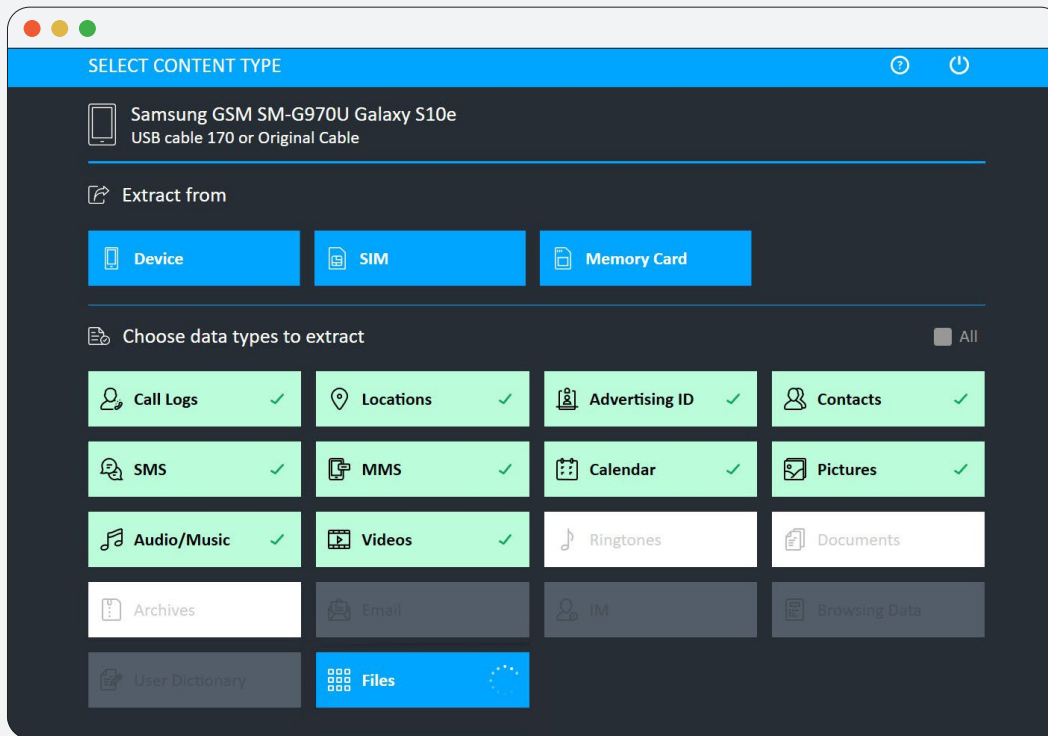 SELECT CONTENT TYPE
Samsung GSM SM-G970U Galaxy S10e
USB cable 170 or Original Cable
Extract from
Device SIM Memory Card
Choose data types to extract All
Call Logs Locations Advertising ID Contacts
SMS MMS Calendar Pictures
Audio/Music Videos Ringtones Documents
Archives Email IM Browsing Data
User Dictionary Files